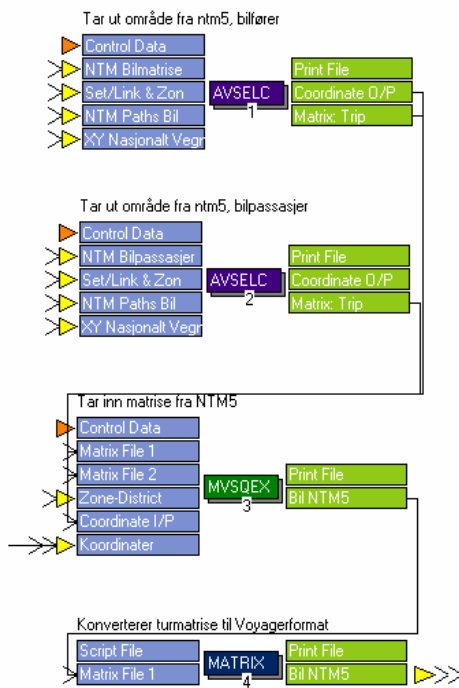 Tar ut område fra ntm5, bilfører
Control Data
NTM Bilmatrise
Print File
Set/Link & Zon
AVSELC
Coordinate O/P
1
NTM Paths Bil
Matrix: Trip
XY Nasjonalt Vegr
Tar ut område fra ntm5, bilpassasjer
Control Data
NTM Bilpassasjer
Print File
Set/Link & Zon
AVSELC
Coordinate O/P
2
NTM Paths Bil
Matrix: Trip
XY Nasjonalt Vegr
Tar inn matrise fra NTM5
Control Data
Matrix File 1
Matrix File 2
Print File
MVSQEX
Zone-District
Bil NTM5
3
Coordinate I/P
Koordinater
Konverterer turmatrise til Voyagerformat
Script File
Print File
MATRIX
Matrix File 1
Bil NTM5
4